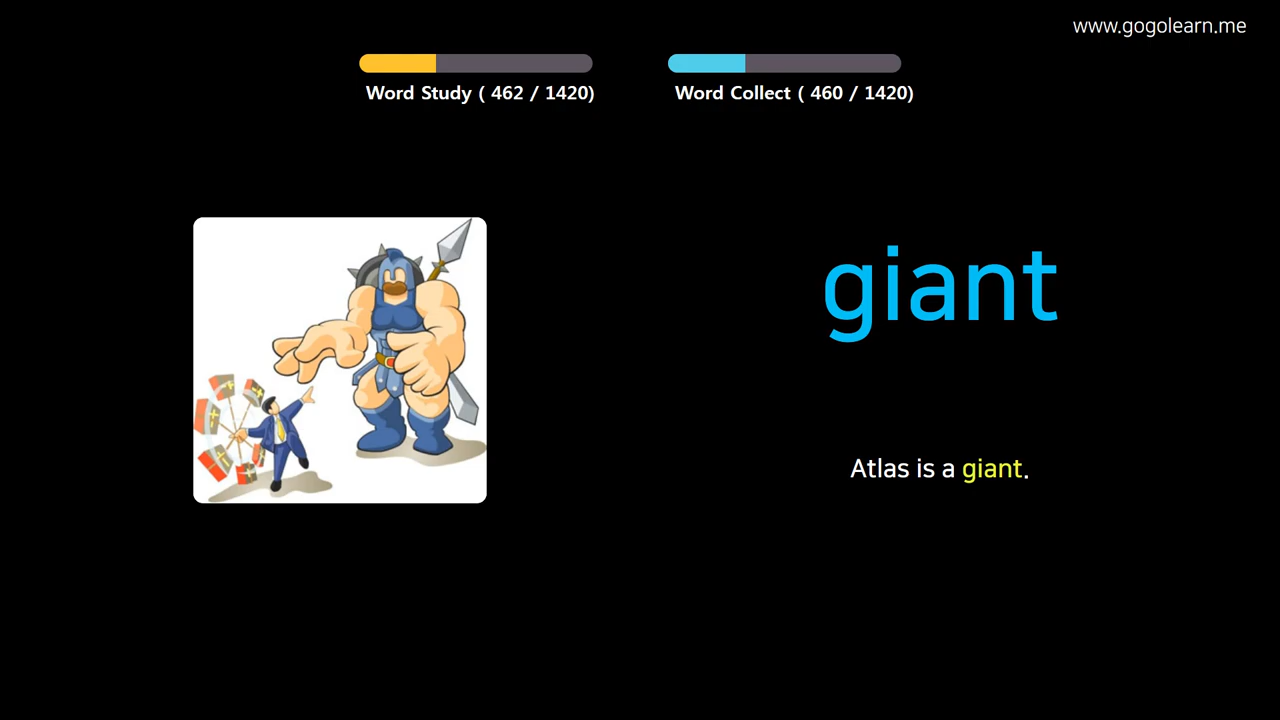 www.gogolearn.me
Word Study ( 462 / 1420)
Word Collect ( 460 / 1420)
giant
Atlas is a giant.